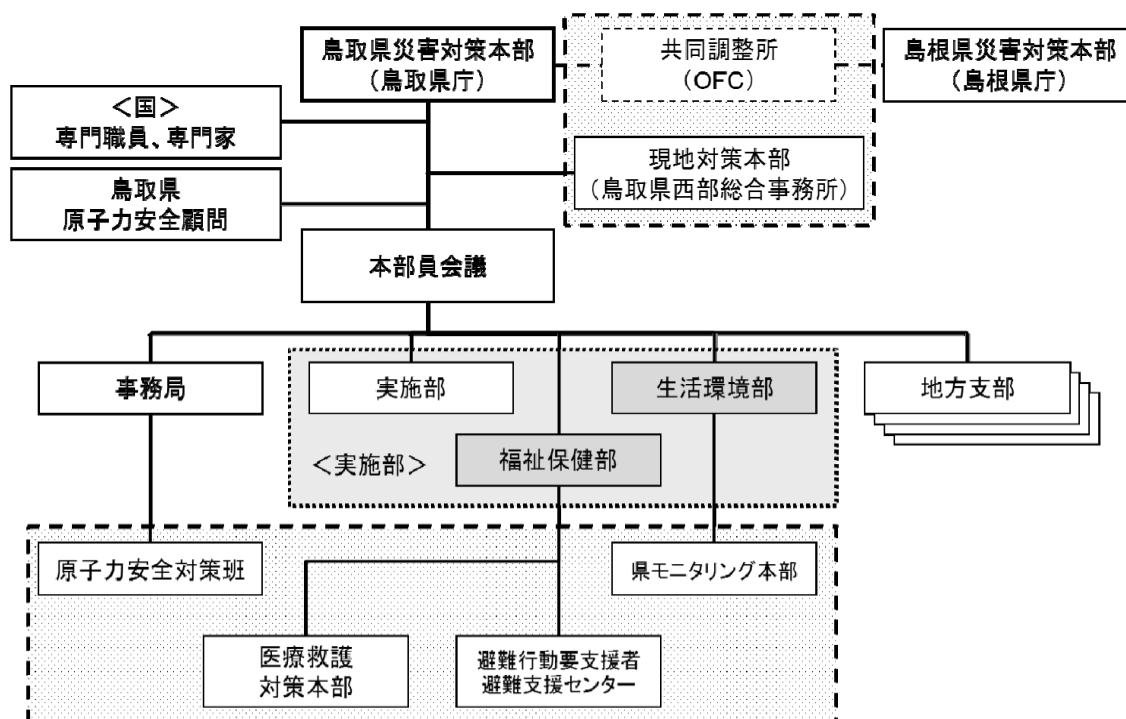 鳥取県災害対策本部
(鳥取県庁)
共同調整所
(OFC)
島根県災害対策本部
(島根県庁)
＜国＞
専門職員、専門家
現地対策本部
(鳥取県西部総合事務所)
鳥取県
原子力安全顧問
本部員会議
事務局
実施部
生活環境部
地方支部
＜実施部＞
福祉保健部
原子力安全対策班
県モニタリング本部
医療救護
対策本部
避難行動要支援者
避難支援センター